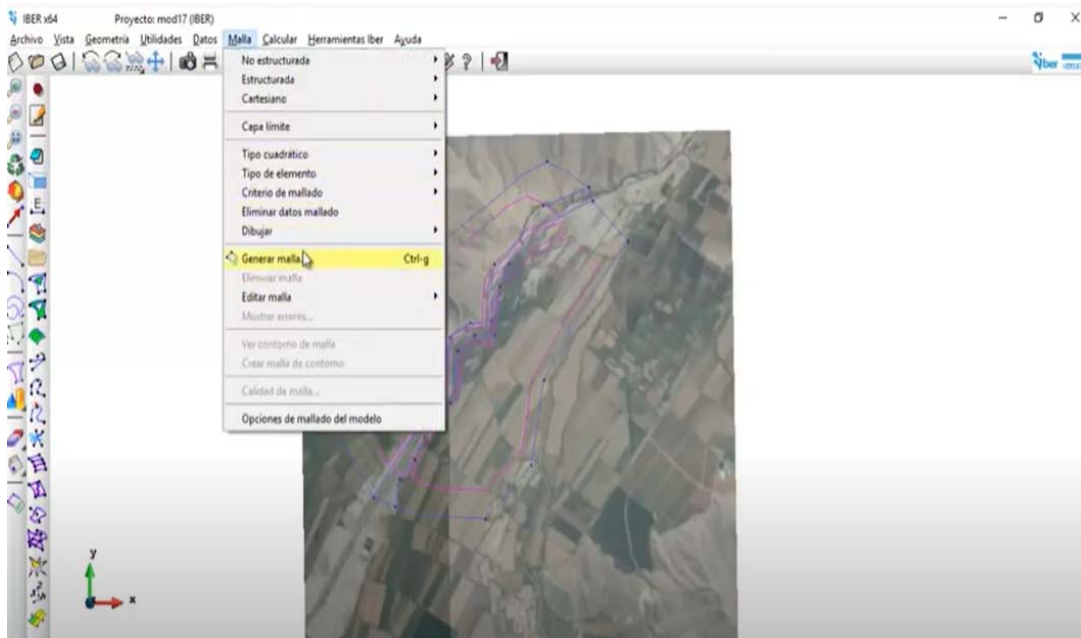 IBER x64 Proyecto: mod17 (IBER)
Archivo Vista Geometría Utilidades Datos Malla Calcular Herramientas Iber Ayuda
Iber
No estructurada
Estructurada
Cartesiano
Capa límite
Tipo cuadrático
Tipo de elemento
Criterio de mallado
Eliminar datos mallado
Dibujar
Generar malla Ctrl-g
Eliminar malla
Editar malla
Mostrar errores...
Ver contorno de malla
Crear malla de contorno
Calidad de malla...
Opciones de mallado del modelo
E
y
x